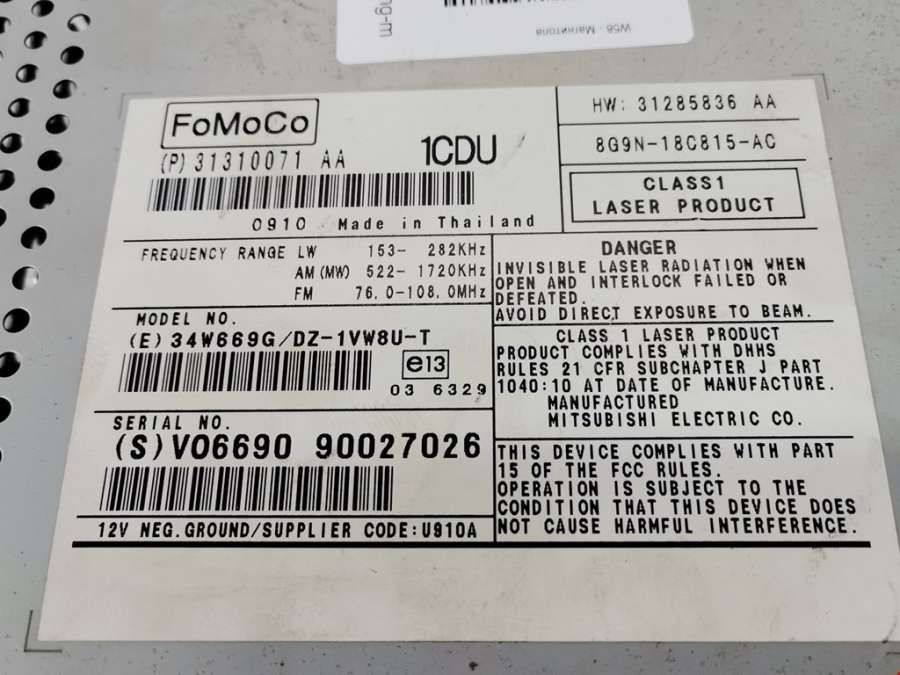 ng-m
W58 - Магнитола
FoMoCo
(P) 31310071 AA
1CDU
0910 Made in Thailand
HW: 31285836 AA
8G9N-18C815-AC
CLASS1
LASER PRODUCT
FREQUENCY RANGE LW 153- 282KHz
AM (MW) 522- 1720KHz
FM 76.0-108.0MHz
MODEL NO.
(E) 34W669G/DZ-1VW8U-T
e13
03 6329
SERIAL NO.
(S) V06690 90027026
12V NEG.GROUND/SUPPLIER CODE:U910A
DANGER
INVISIBLE LASER RADIATION WHEN
OPEN AND INTERLOCK FAILED OR
DEFEATED.
AVOID DIRECT EXPOSURE TO BEAM.
CLASS 1 LASER PRODUCT
PRODUCT COMPLIES WITH DHHS
RULES 21 CFR SUBCHAPTER J PART
1040:10 AT DATE OF MANUFACTURE.
MANUFACTURED
MITSUBISHI ELECTRIC CO.
THIS DEVICE COMPLIES WITH PART
15 OF THE FCC RULES.
OPERATION IS SUBJECT TO THE
CONDITION THAT THIS DEVICE DOES
NOT CAUSE HARMFUL INTERFERENCE.